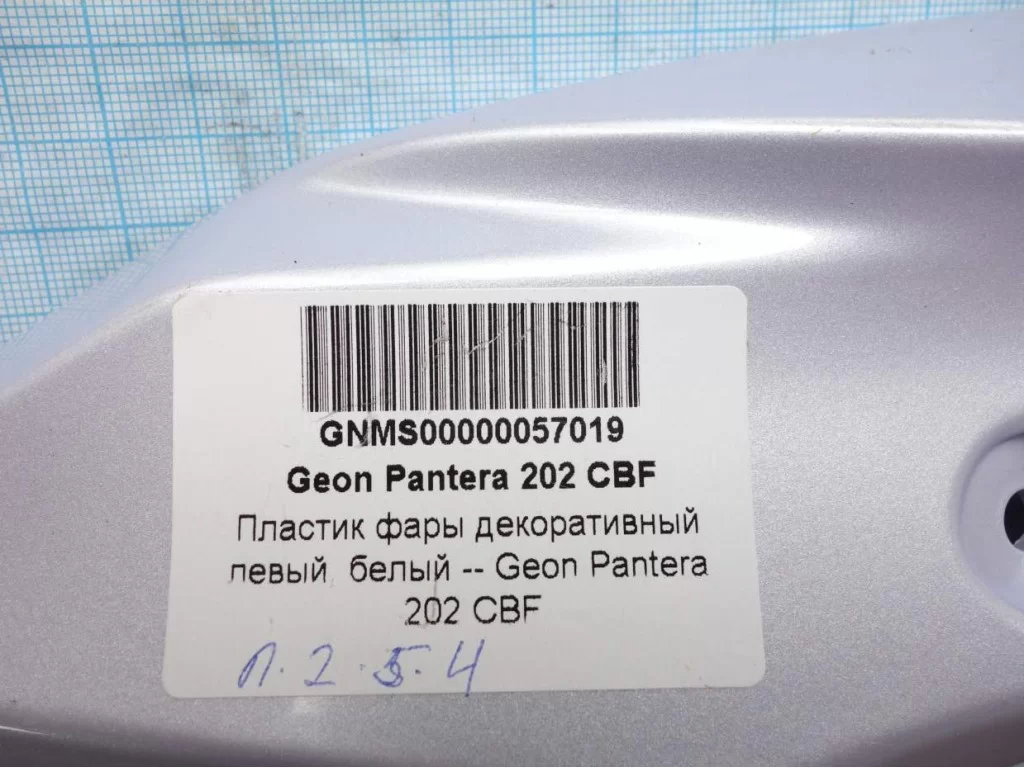 GNMS00000057019
Geon Pantera 202 CBF
Пластик фары декоративный
левый белый -- Geon Pantera
202 CBF
П. 2. 5. 4